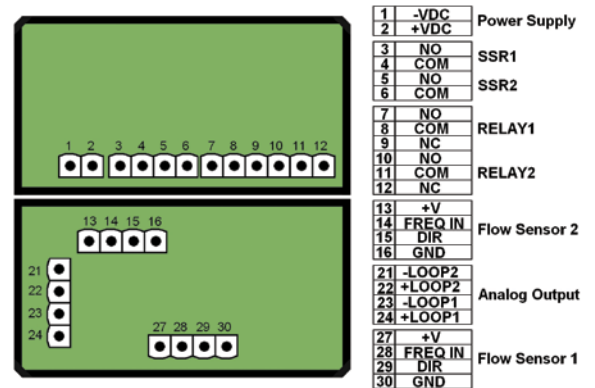 1 2 3 4 5 6 7 8 9 10 11 12
13 14 15 16
21
22
23
24
27 28 29 30
1 -VDC
2 +VDC
Power Supply
3 NO
4 COM
SSR1
5 NO
6 COM
SSR2
7 NO
8 COM
9 NC
RELAY1
10 NO
11 COM
12 NC
RELAY2
13 +V
14 FREQ IN
15 DIR
16 GND
Flow Sensor 2
21 -LOOP2
22 +LOOP2
23 -LOOP1
24 +LOOP1
Analog Output
27 +V
28 FREQ IN
29 DIR
30 GND
Flow Sensor 1